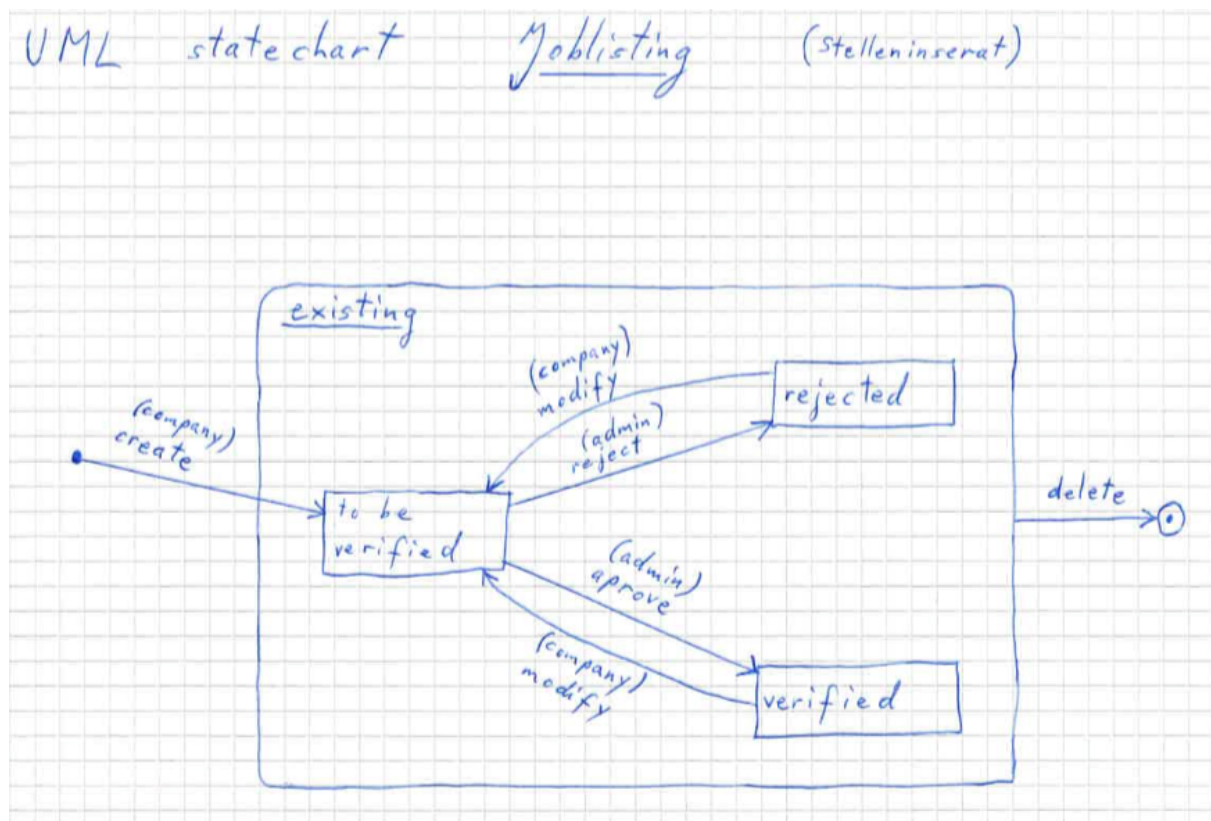 UML statechart Joblisting (Stelleninserat)
existing
(company)
modify
rejected
(company)
create
(admin)
reject
delete
to be
verified
(admin)
aprove
(company)
modify
verified